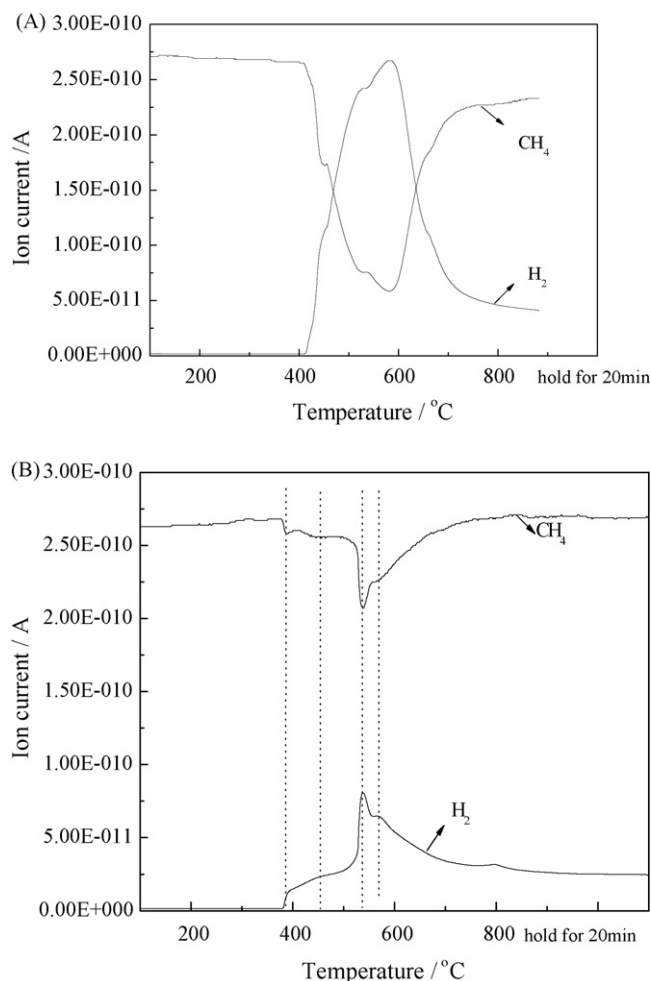 (A) 3.00E-010
2.50E-010
2.00E-010
1.50E-010
1.00E-010
5.00E-011
0.00E+000
Ion current /A
CH₄
H₂
200 400 600 800 hold for 20min
Temperature / °C
(B) 3.00E-010
2.50E-010
2.00E-010
1.50E-010
1.00E-010
5.00E-011
0.00E+000
Ion current / A
CH₄
H₂
200 400 600 800 hold for 20min
Temperature / °C